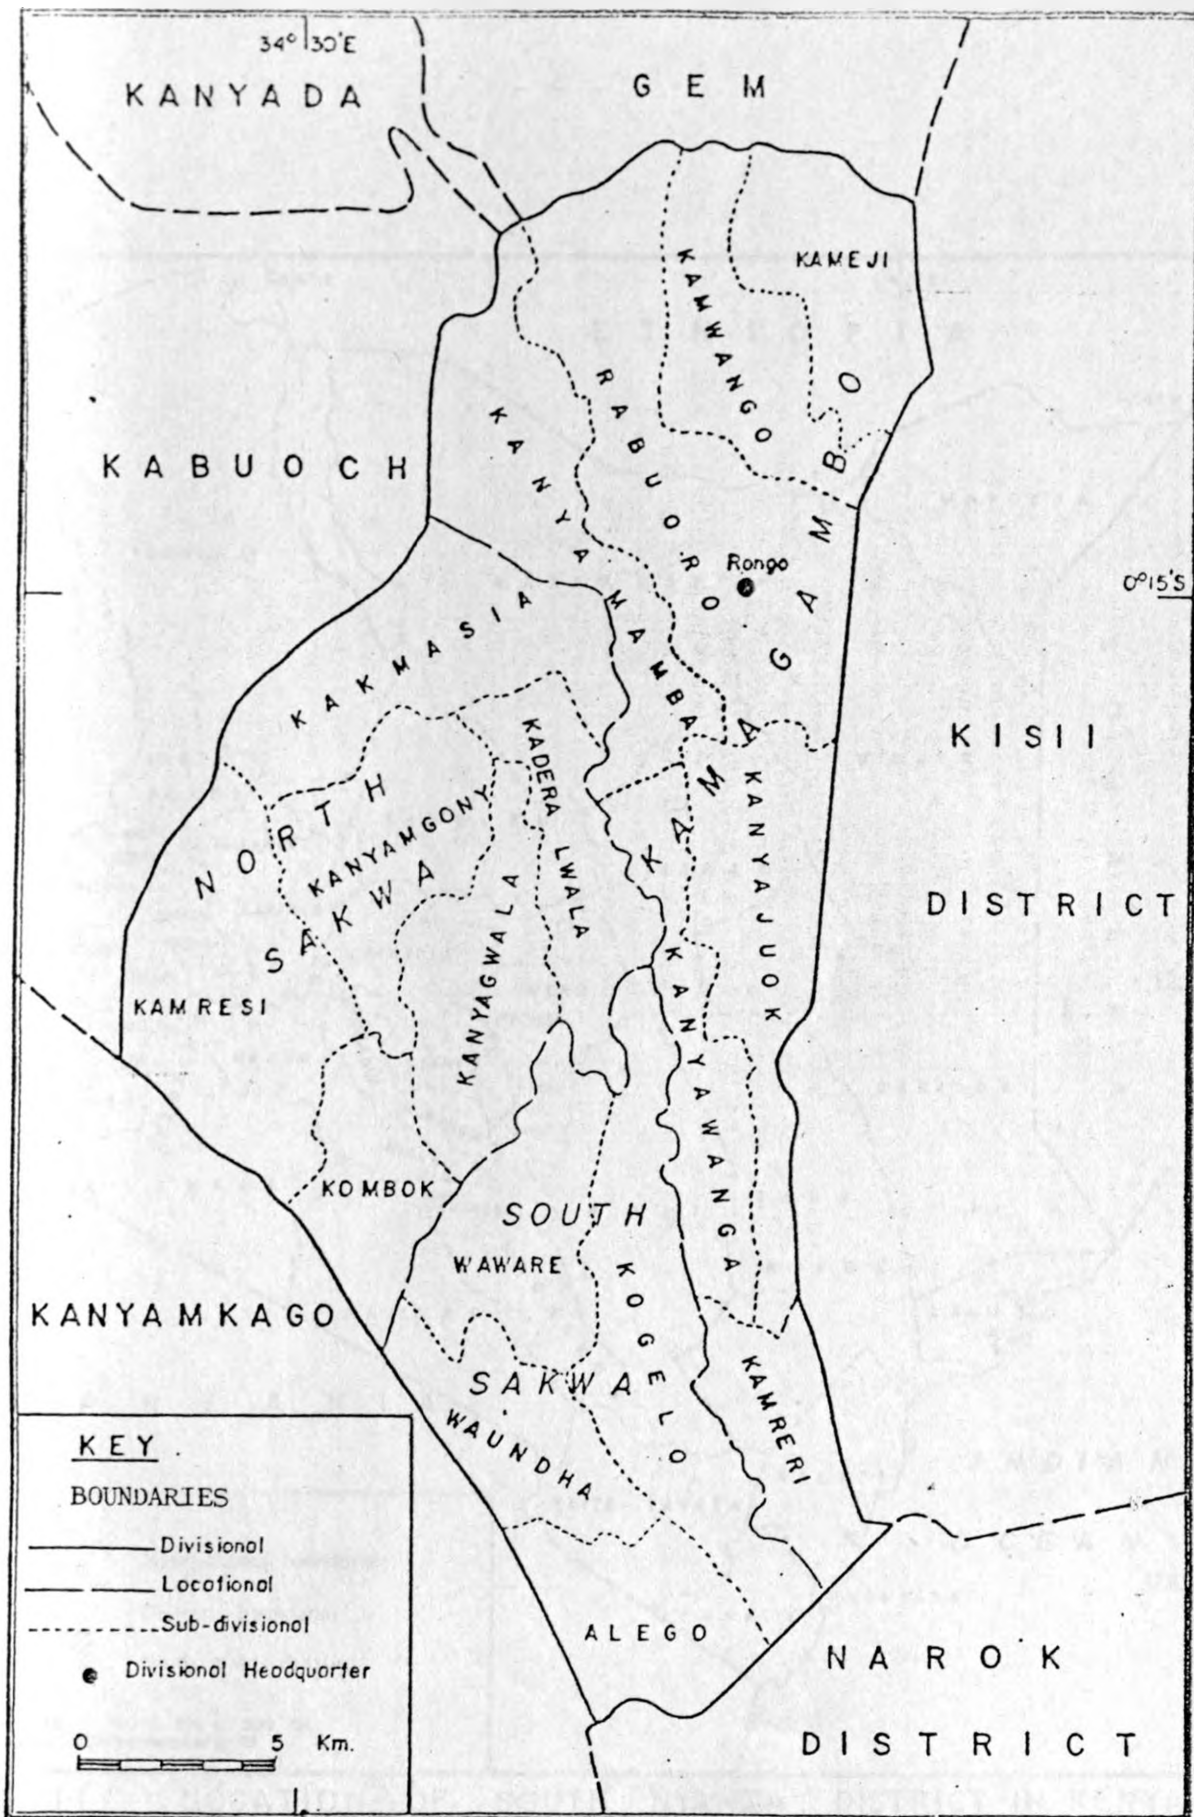 34° 30'E
KANYADA
GEM
KAMEJI
KAMWANGO
RABUORO
KANYAMAMBA
KABUOCH
Rongo
0°15'S
KAMAGAMBO
KAKMASIA
KISII
DISTRICT
KADERA LWALA
KANYAJUOK
NORTH
SAKWA
KANYAMGONY
KANYAGWALA
KAMRESI
KANYAWANGA
KOMBOK
SOUTH
SAKWA
WAWARE
KOGELO
KANYAMKAGO
KAMRERI
WAUNDHA
ALEGO
NAROK
DISTRICT
KEY
BOUNDARIES
Divisional
Locational
Sub-divisional
Divisional Headquarter
0 5 Km.